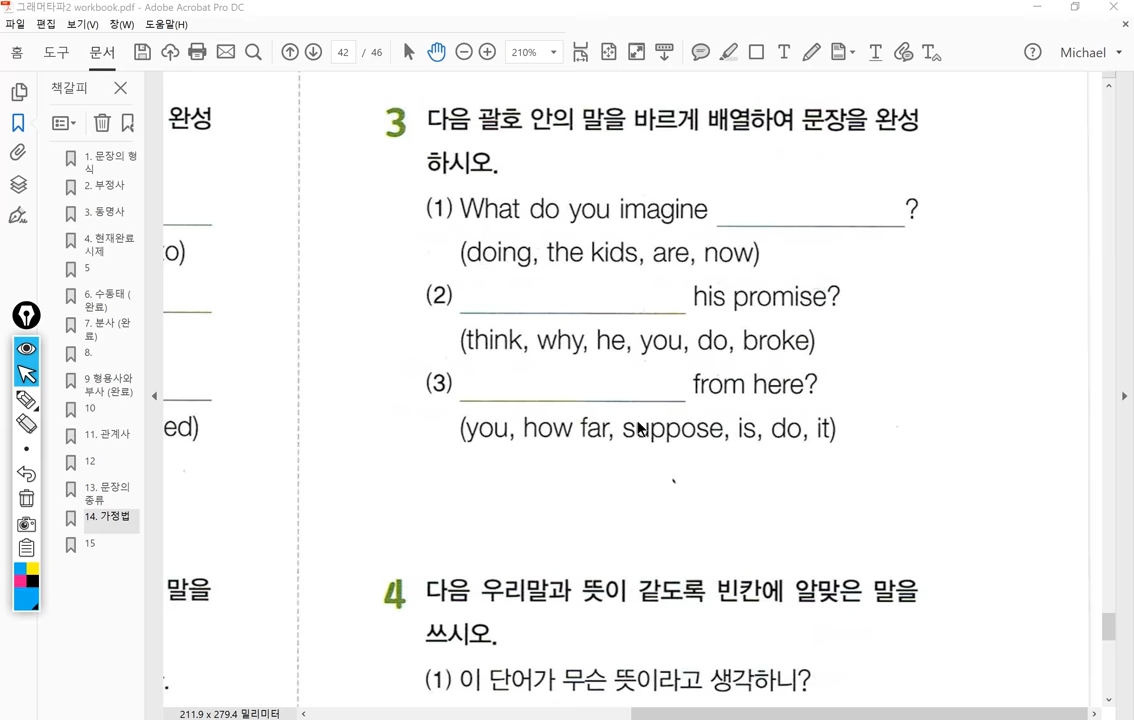 그래머타파2 workbook.pdf - Adobe Acrobat Pro DC
파일 편집 보기(V) 창(W) 도움말(H)
홈 도구 문서 42 / 46 210% Michael
책갈피
1. 문장의 형
식
2. 부정사
3. 동명사
4. 현재완료
시제
5
6. 수동태 (
완료)
7. 분사 (완
료)
8.
9 형용사와
부사 (완료)
10
11. 관계사
12
13. 문장의
종류
14. 가정법
15
완성
o)
ed)
말을
3 다음 괄호 안의 말을 바르게 배열하여 문장을 완성
하시오.
(1) What do you imagine ____________?
(doing, the kids, are, now)
(2) ____________ his promise?
(think, why, he, you, do, broke)
(3) ____________ from here?
(you, how far, suppose, is, do, it)
4 다음 우리말과 뜻이 같도록 빈칸에 알맞은 말을
쓰시오.
(1) 이 단어가 무슨 뜻이라고 생각하니?
211.9 x 279.4 밀리미터